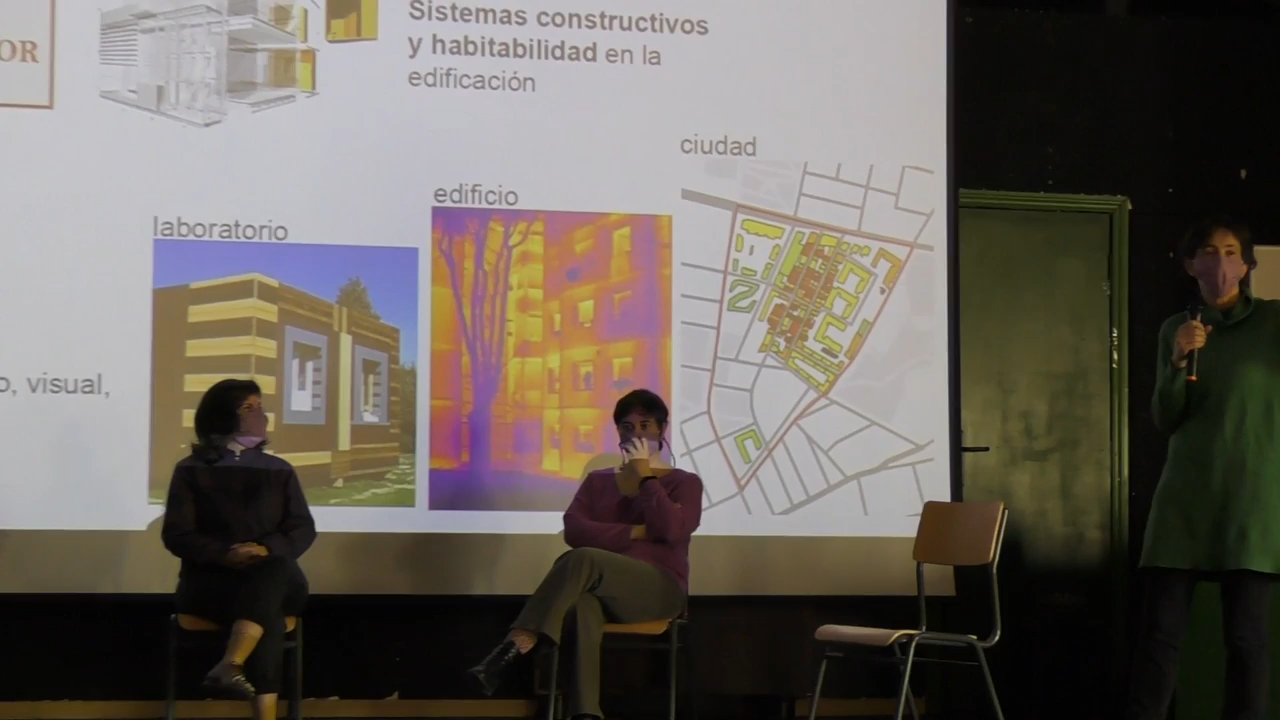 OR
Sistemas constructivos
y habitabilidad en la
edificación
ciudad
edificio
laboratorio
o, visual,